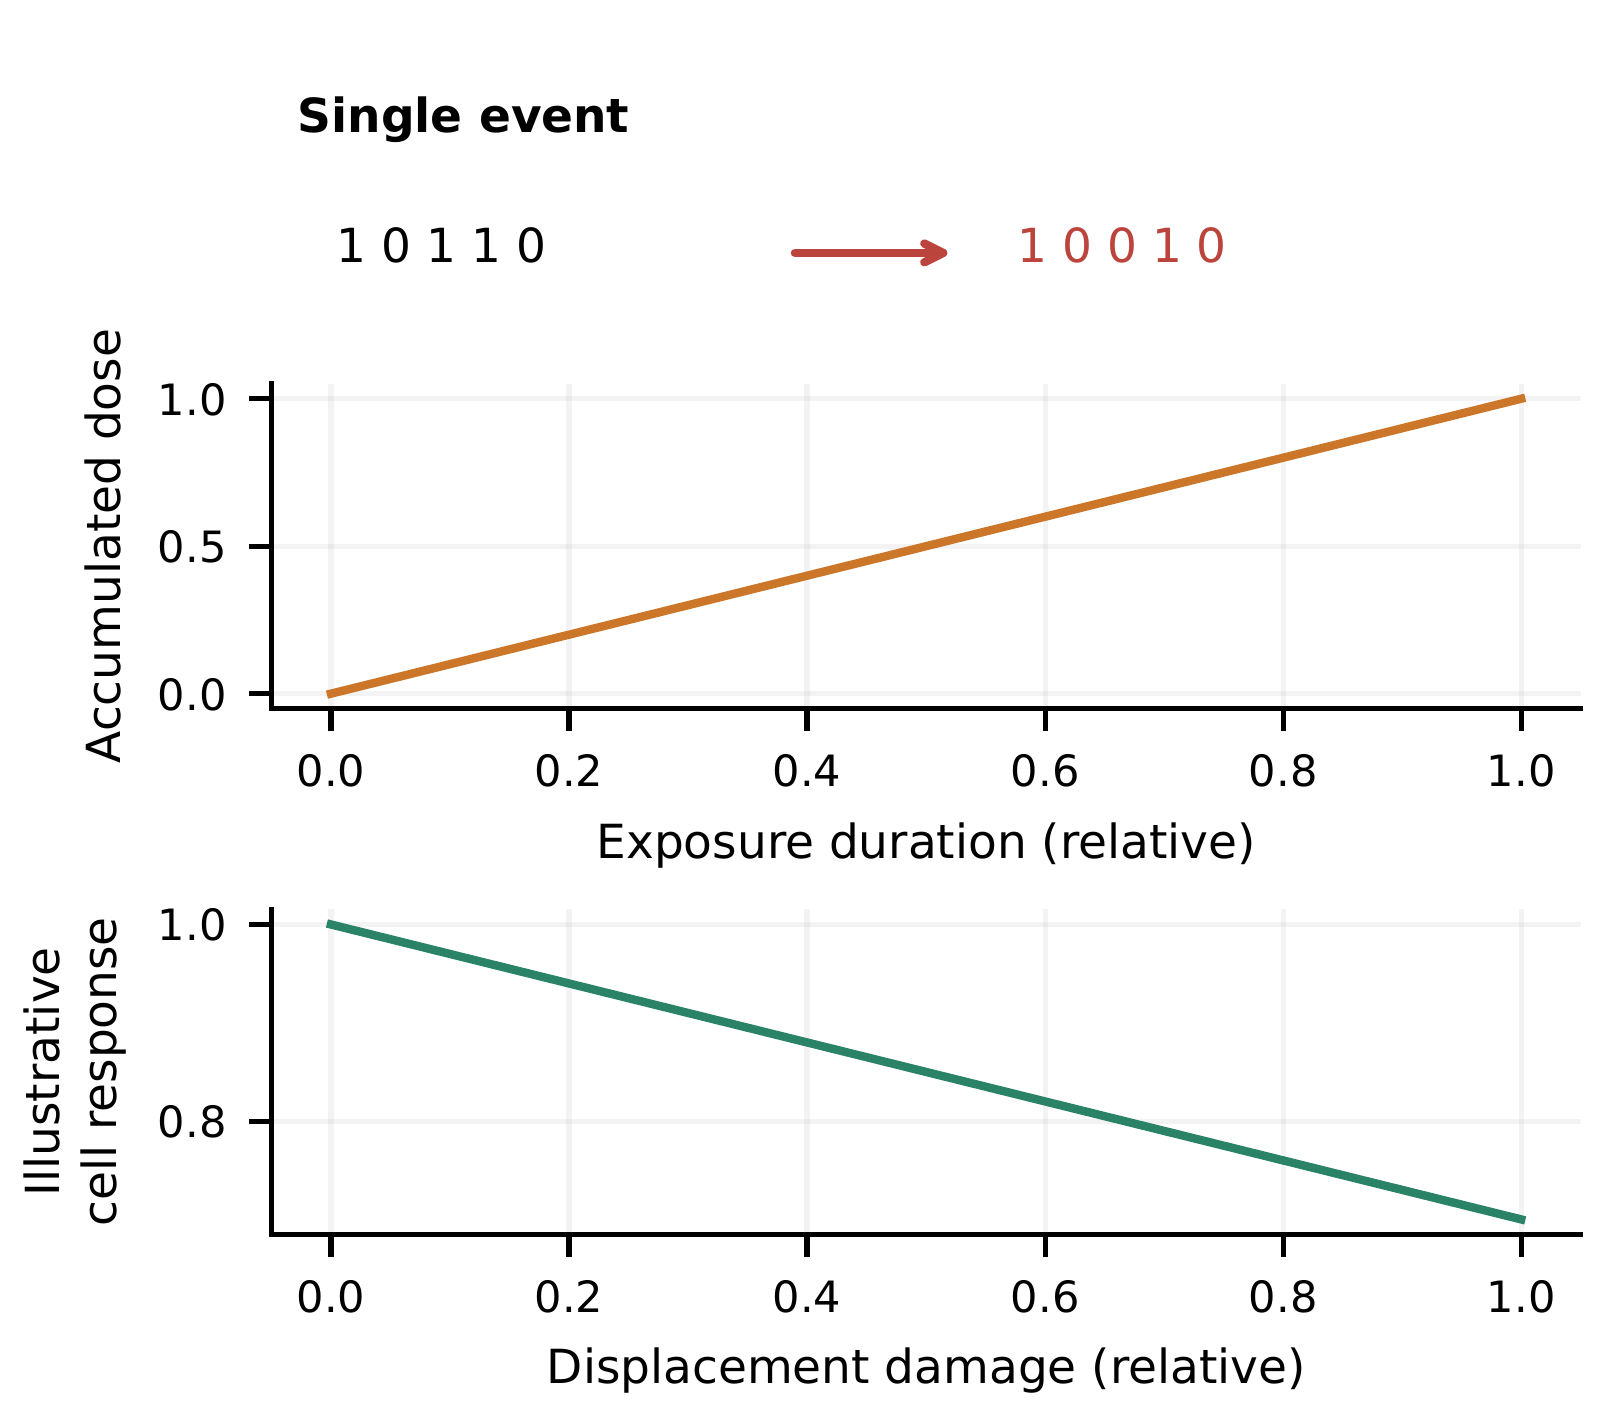 Single event
1 0 1 1 0
1 0 0 1 0
Accumulated dose
1.0
0.5
0.0
0.0 0.2 0.4 0.6 0.8 1.0
Exposure duration (relative)
Illustrative
cell response
1.0
0.8
0.0 0.2 0.4 0.6 0.8 1.0
Displacement damage (relative)